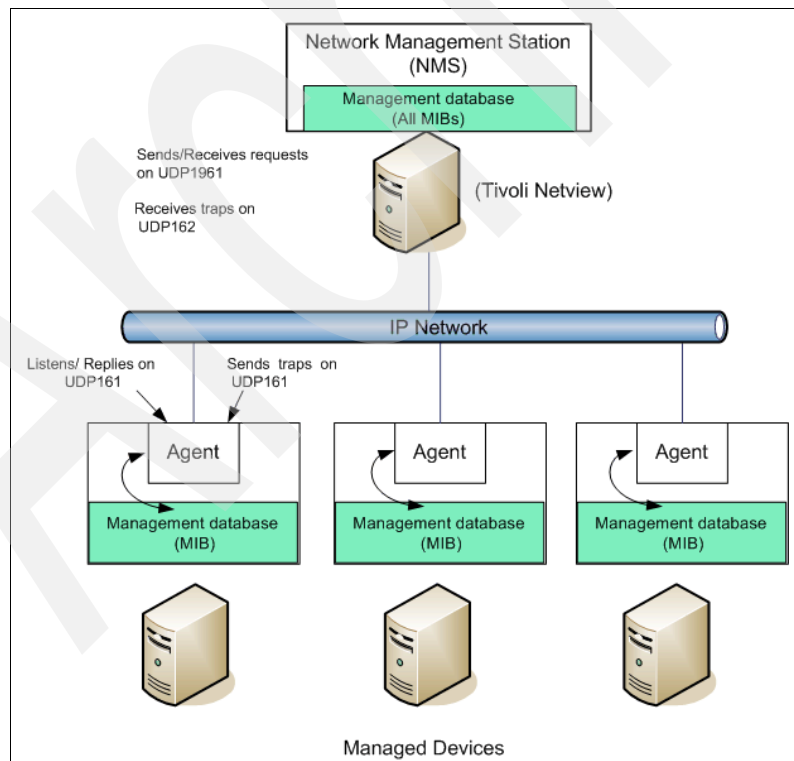 Network Management Station
(NMS)
Management database
(All MIBs)
Sends/Receives requests
on UDP1961
Receives traps on
UDP162
(Tivoli Netview)
IP Network
Listens/ Replies on
UDP161
Sends traps on
UDP161
Agent
Management database
(MIB)
Agent
Management database
(MIB)
Agent
Management database
(MIB)
Managed Devices